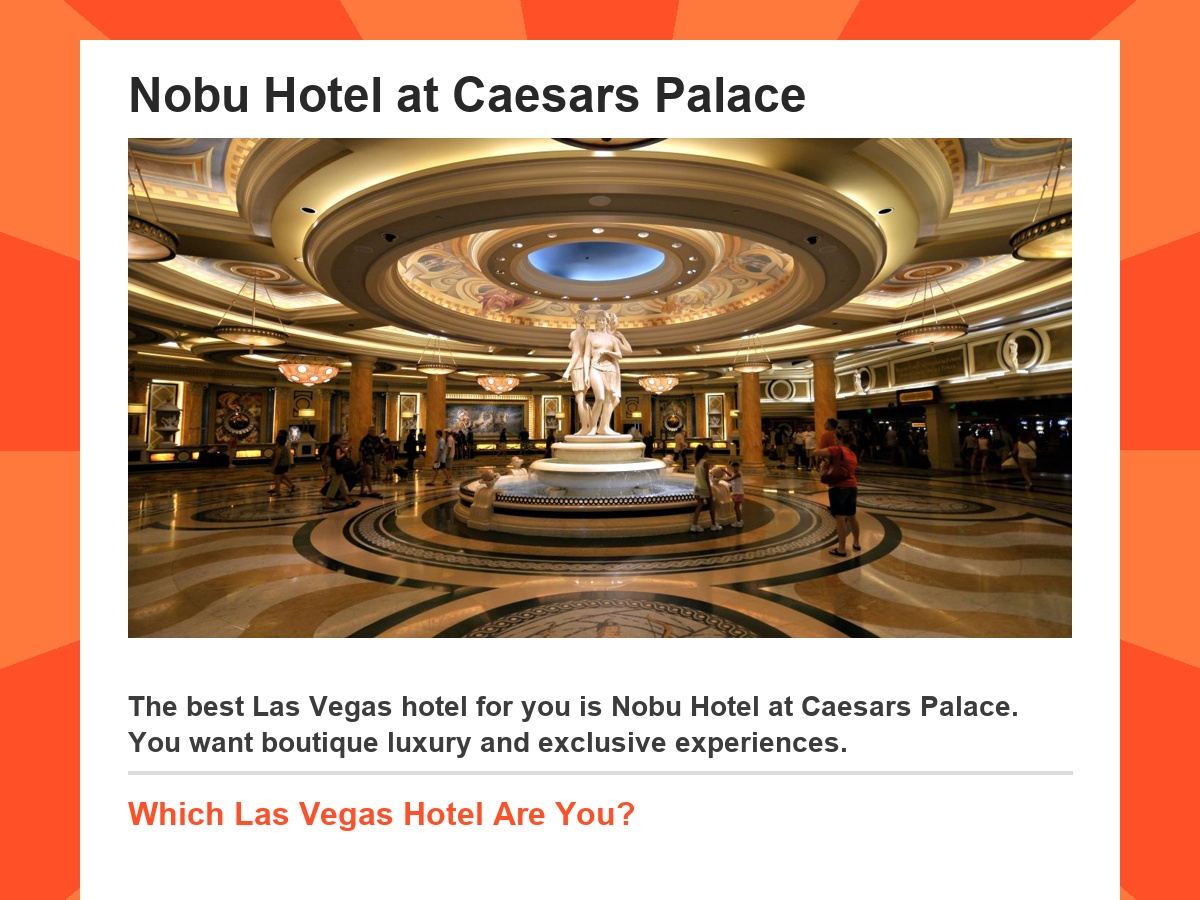 Nobu Hotel at Caesars Palace
The best Las Vegas hotel for you is Nobu Hotel at Caesars Palace.
You want boutique luxury and exclusive experiences.
Which Las Vegas Hotel Are You?